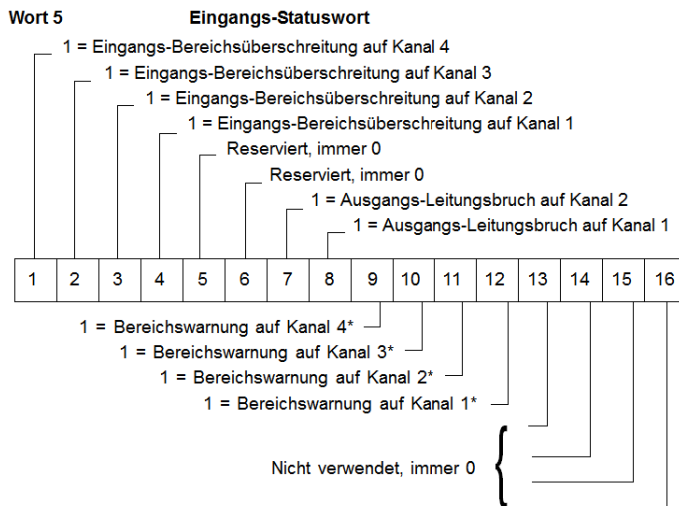 Wort 5 Eingangs-Statuswort
1 = Eingangs-Bereichsüberschreitung auf Kanal 4
1 = Eingangs-Bereichsüberschreitung auf Kanal 3
1 = Eingangs-Bereichsüberschreitung auf Kanal 2
1 = Eingangs-Bereichsüberschreitung auf Kanal 1
Reserviert, immer 0
Reserviert, immer 0
1 = Ausgangs-Leitungsbruch auf Kanal 2
1 = Ausgangs-Leitungsbruch auf Kanal 1
1 2 3 4 5 6 7 8 9 10 11 12 13 14 15 16
1 = Bereichswarnung auf Kanal 4*
1 = Bereichswarnung auf Kanal 3*
1 = Bereichswarnung auf Kanal 2*
1 = Bereichswarnung auf Kanal 1*
Nicht verwendet, immer 0